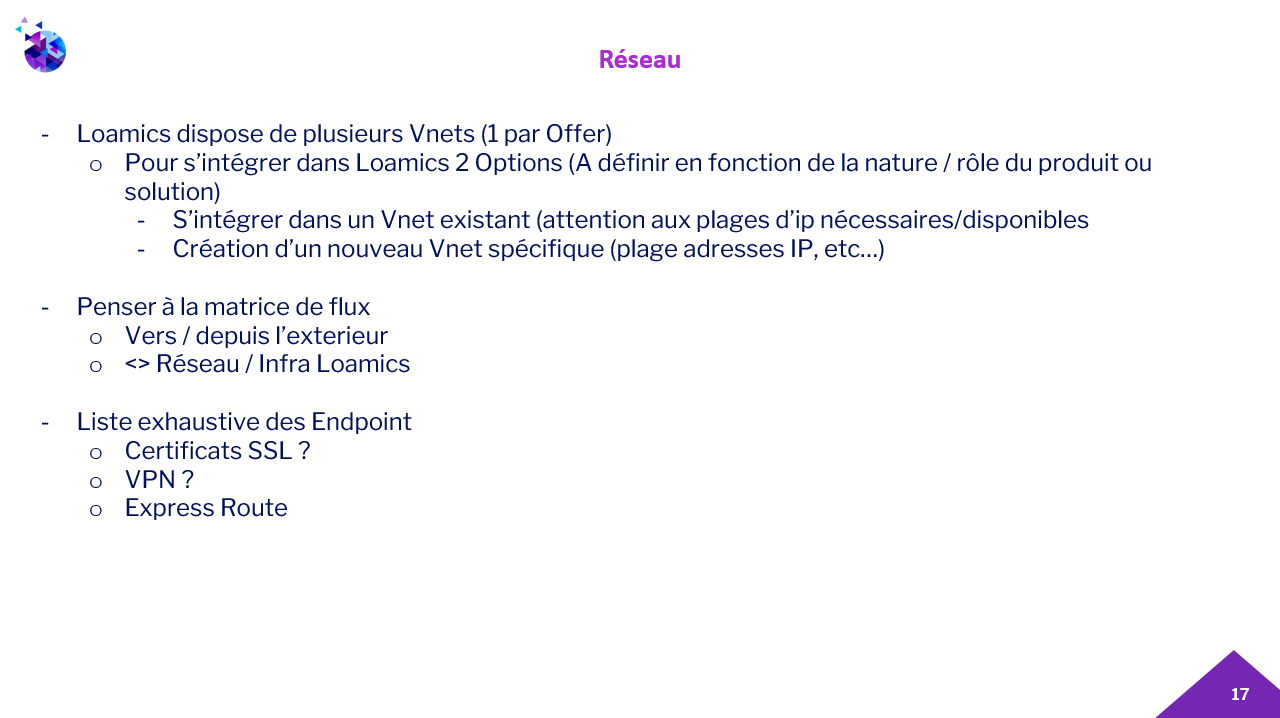 Réseau
- Loamics dispose de plusieurs Vnets (1 par Offer)
o Pour s’intégrer dans Loamics 2 Options (A définir en fonction de la nature / rôle du produit ou
solution)
- S’intégrer dans un Vnet existant (attention aux plages d’ip nécessaires/disponibles
- Création d’un nouveau Vnet spécifique (plage adresses IP, etc…)
- Penser à la matrice de flux
o Vers / depuis l’exterieur
o <> Réseau / Infra Loamics
- Liste exhaustive des Endpoint
o Certificats SSL ?
o VPN ?
o Express Route
17